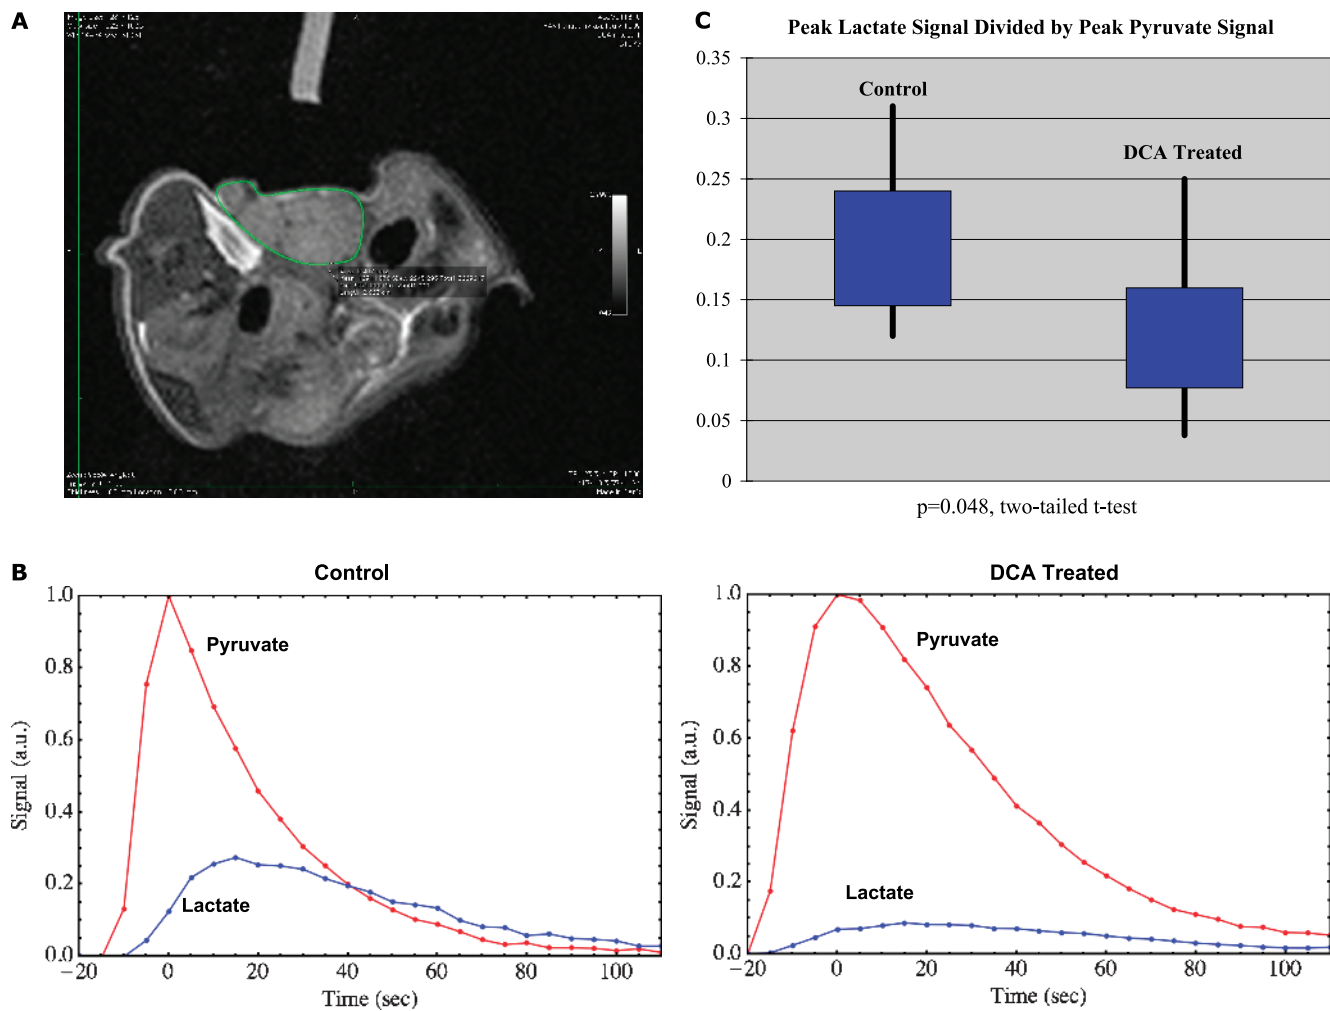 A
C
Peak Lactate Signal Divided by Peak Pyruvate Signal
0.35
0.3
0.25
0.2
0.15
0.1
0.05
0
Control
DCA Treated
p=0.048, two-tailed t-test
B
Control
1.0
0.8
0.6
0.4
0.2
0.0
Signal (a.u.)
Pyruvate
Lactate
−20 0 20 40 60 80 100
Time (sec)
DCA Treated
1.0
0.8
0.6
0.4
0.2
0.0
Signal (a.u.)
Pyruvate
Lactate
−20 0 20 40 60 80 100
Time (sec)